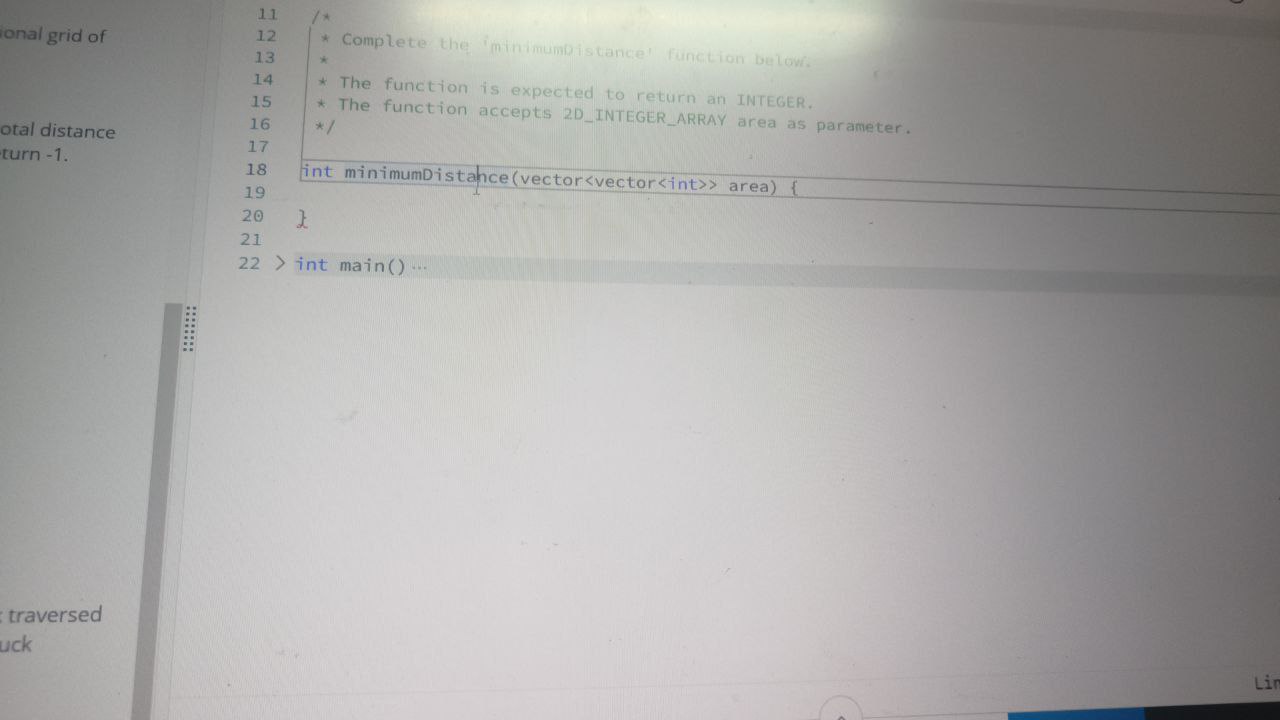 ional grid of
otal distance
turn -1.
traversed
uck
11 /*
12 * Complete the 'minimumDistance' function below.
13 *
14 * The function is expected to return an INTEGER.
15 * The function accepts 2D_INTEGER_ARRAY area as parameter.
16 */
17
18 int minimumDistance(vector<vector<int>> area) {
19
20 }
21
22 > int main() ...
Lin